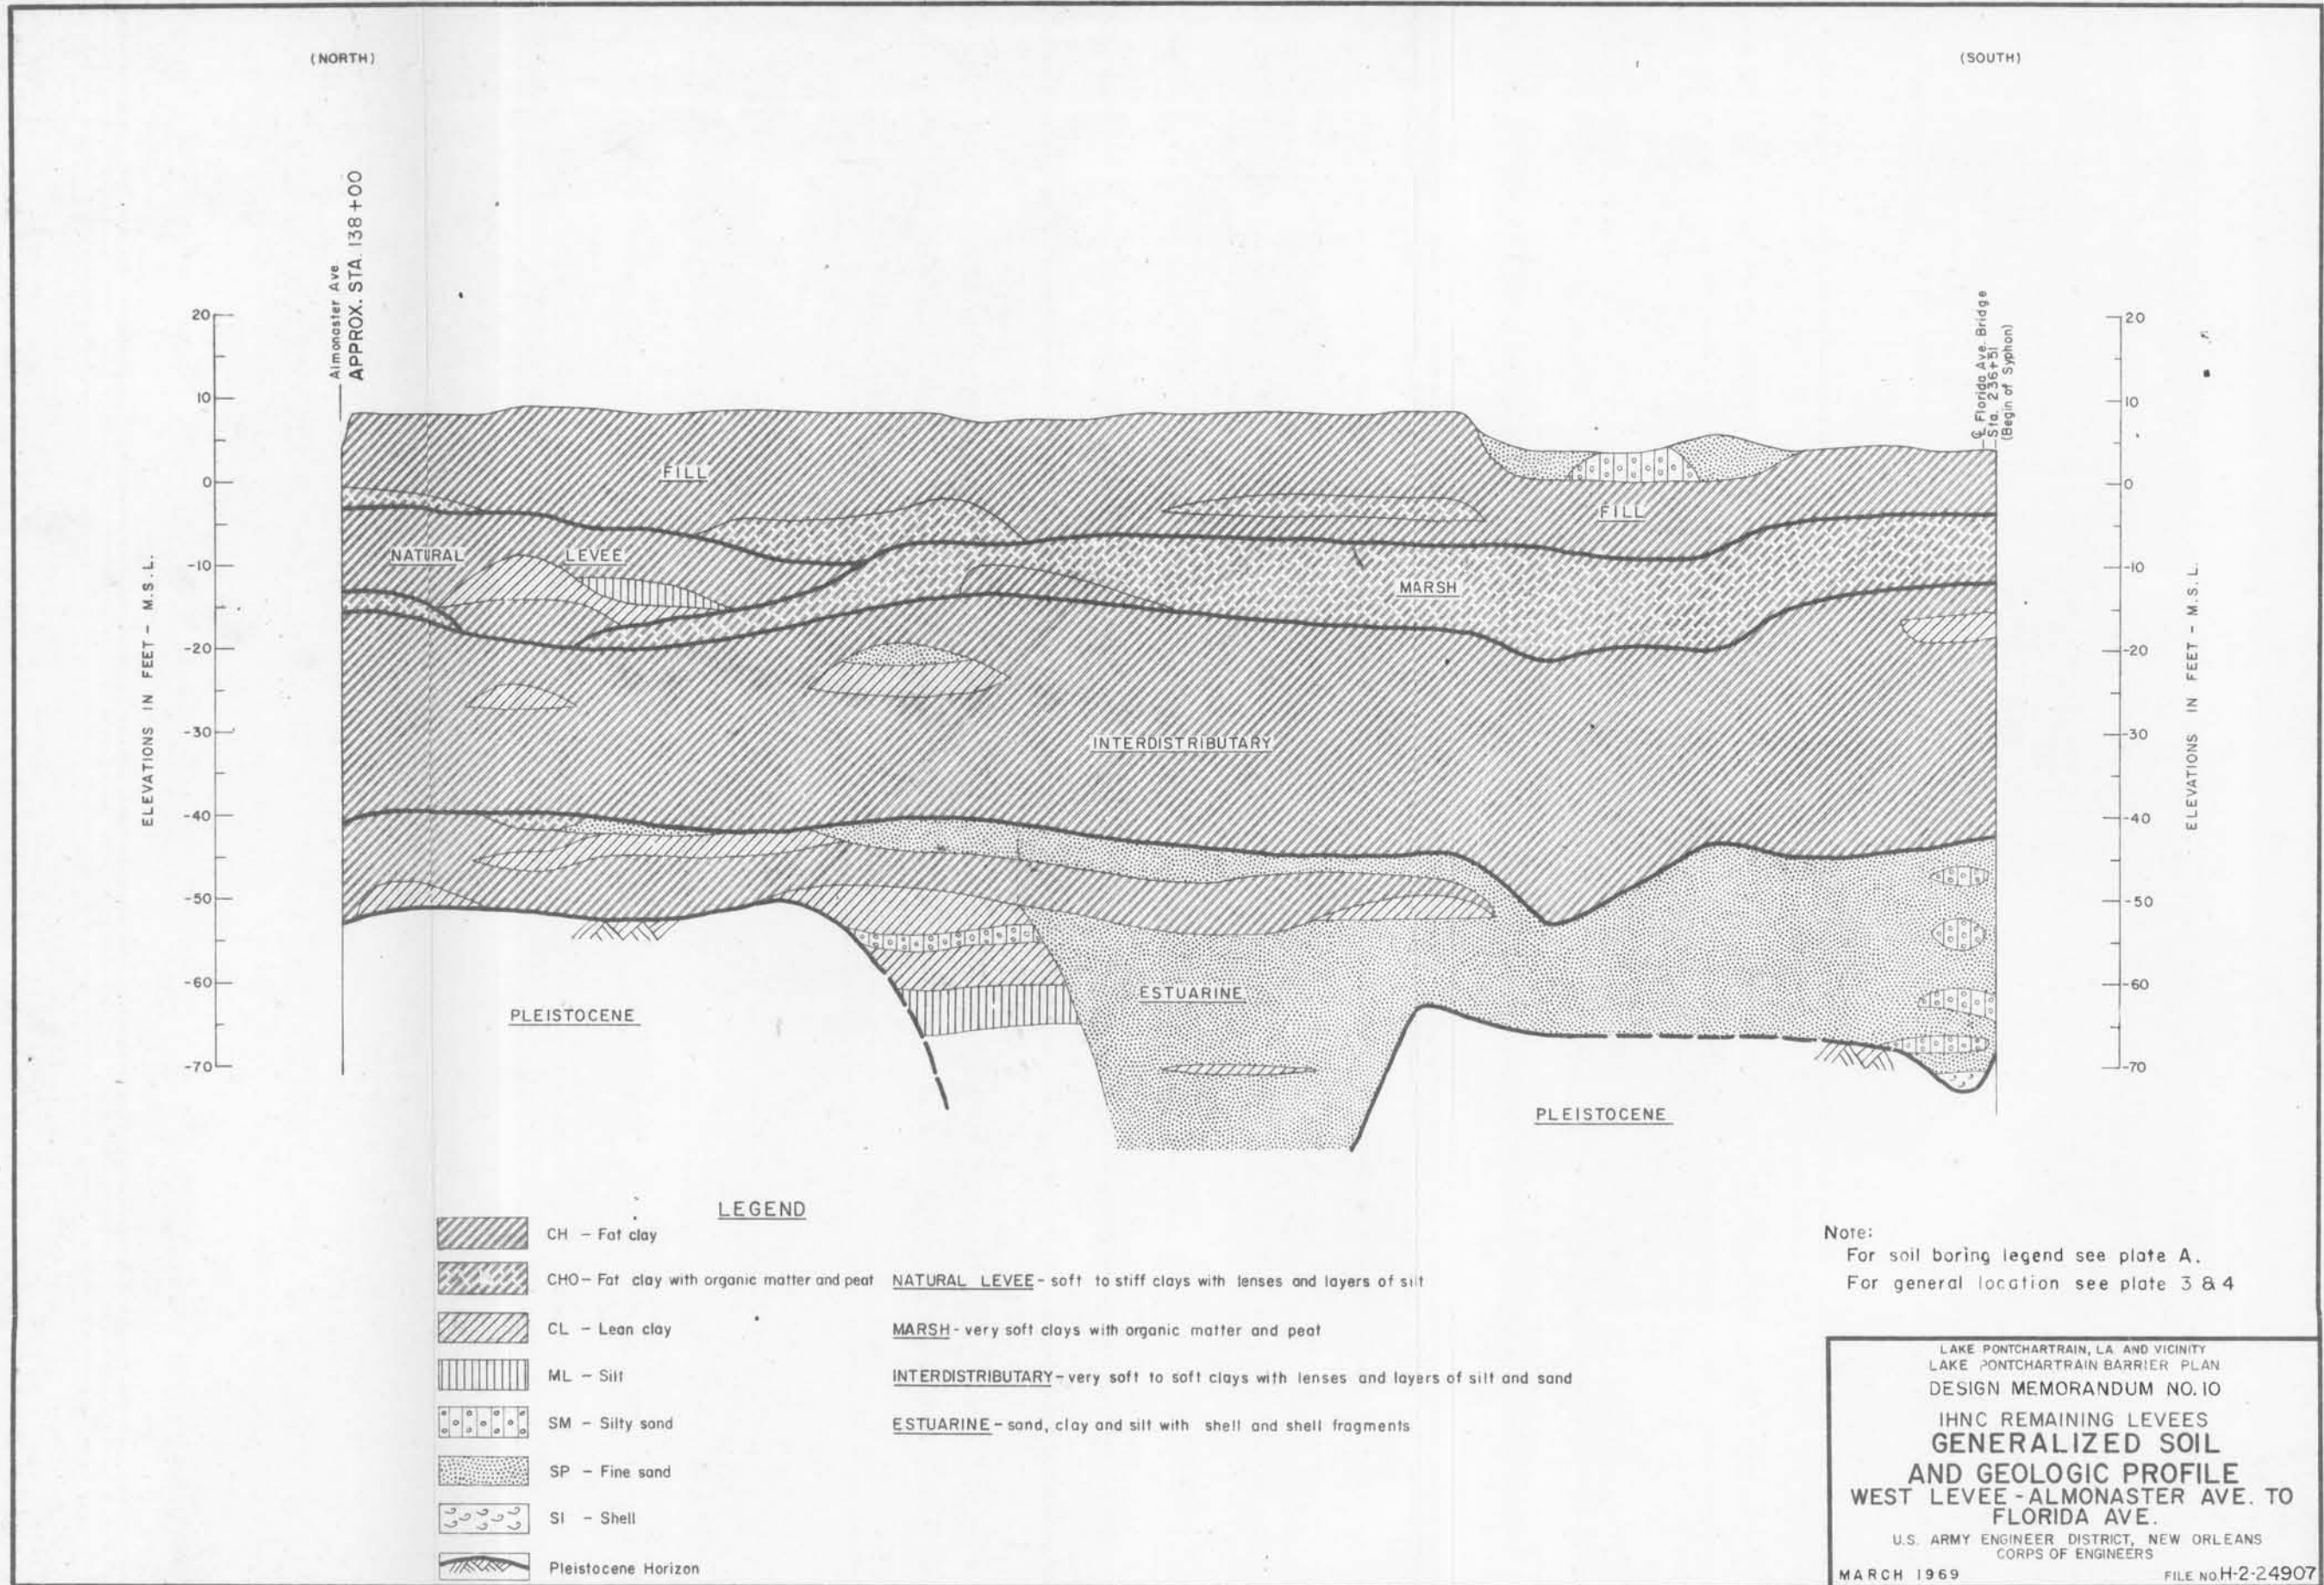 (NORTH)
(SOUTH)
Almonaster Ave
APPROX. STA. 138+00
℄ Florida Ave. Bridge
Sta. 236+51
(Begin of Syphon)
20
10
0
-10
-20
-30
-40
-50
-60
-70
ELEVATIONS IN FEET - M.S.L.
20
10
0
-10
-20
-30
-40
-50
-60
-70
ELEVATIONS IN FEET - M.S.L.
FILL
FILL
NATURAL LEVEE
MARSH
INTERDISTRIBUTARY
ESTUARINE
PLEISTOCENE
PLEISTOCENE
LEGEND
CH - Fat clay
CHO - Fat clay with organic matter and peat
CL - Lean clay
ML - Silt
SM - Silty sand
SP - Fine sand
SI - Shell
Pleistocene Horizon
NATURAL LEVEE - soft to stiff clays with lenses and layers of silt
MARSH - very soft clays with organic matter and peat
INTERDISTRIBUTARY - very soft to soft clays with lenses and layers of silt and sand
ESTUARINE - sand, clay and silt with shell and shell fragments
Note:
For soil boring legend see plate A.
For general location see plate 3 & 4
LAKE PONTCHARTRAIN, LA. AND VICINITY
LAKE PONTCHARTRAIN BARRIER PLAN
DESIGN MEMORANDUM NO. 10
IHNC REMAINING LEVEES
GENERALIZED SOIL
AND GEOLOGIC PROFILE
WEST LEVEE - ALMONASTER AVE. TO
FLORIDA AVE.
U.S. ARMY ENGINEER DISTRICT, NEW ORLEANS
CORPS OF ENGINEERS
MARCH 1969
FILE NO. H-2-24907